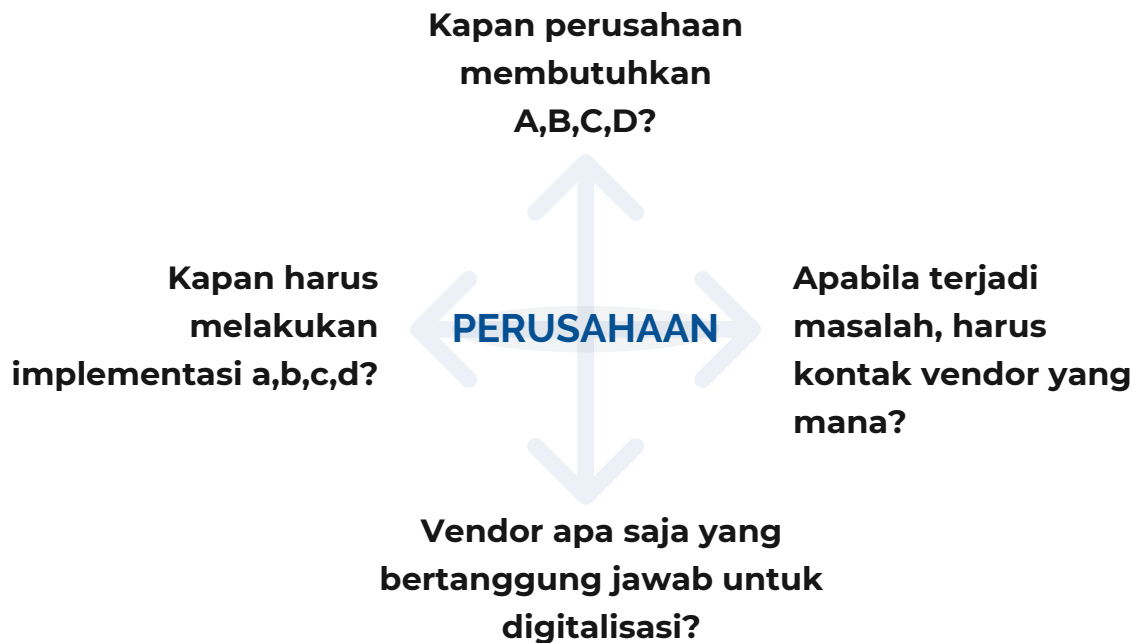 Kapan perusahaan
membutuhkan
A,B,C,D?
Kapan harus
melakukan
implementasi a,b,c,d?
PERUSAHAAN
Apabila terjadi
masalah, harus
kontak vendor yang
mana?
Vendor apa saja yang
bertanggung jawab untuk
digitalisasi?